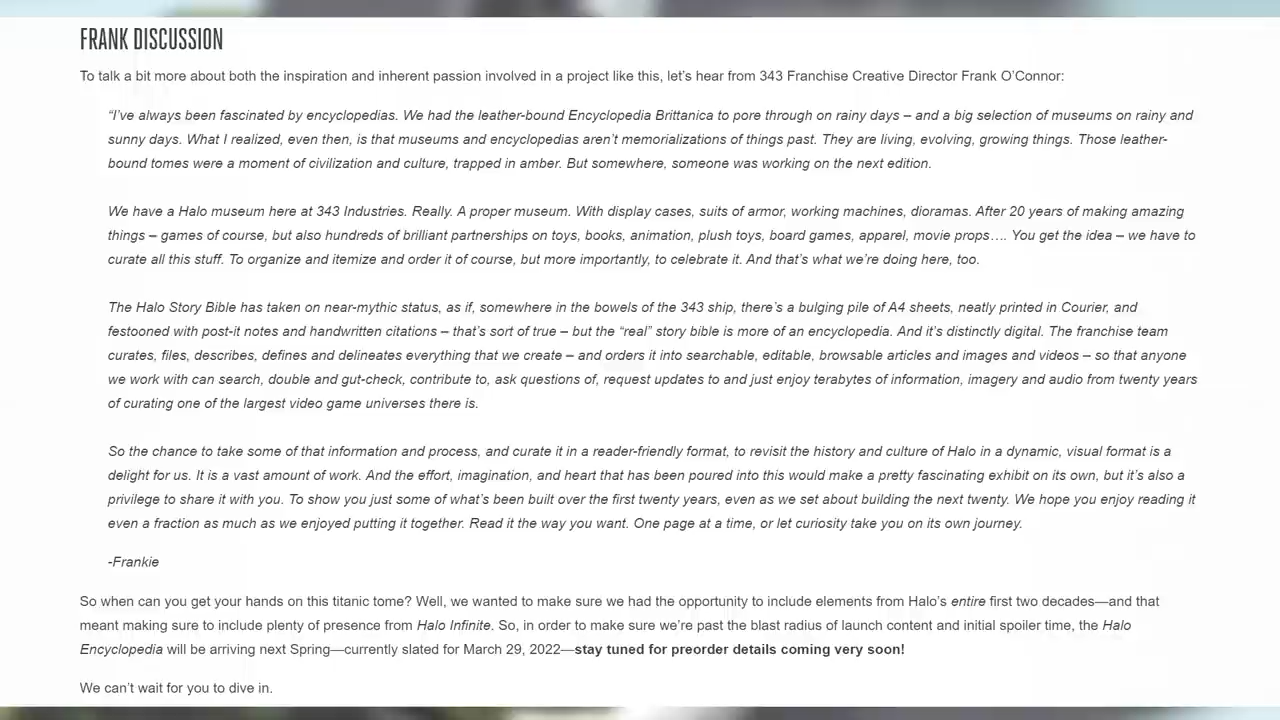 FRANK DISCUSSION
To talk a bit more about both the inspiration and inherent passion involved in a project like this, let's hear from 343 Franchise Creative Director Frank O'Connor:
"I've always been fascinated by encyclopedias. We had the leather-bound Encyclopedia Brittanica to pore through on rainy days – and a big selection of museums on rainy and
sunny days. What I realized, even then, is that museums and encyclopedias aren't memorializations of things past. They are living, evolving, growing things. Those leather-
bound tomes were a moment of civilization and culture, trapped in amber. But somewhere, someone was working on the next edition.
We have a Halo museum here at 343 Industries. Really. A proper museum. With display cases, suits of armor, working machines, dioramas. After 20 years of making amazing
things – games of course, but also hundreds of brilliant partnerships on toys, books, animation, plush toys, board games, apparel, movie props…. You get the idea – we have to
curate all this stuff. To organize and itemize and order it of course, but more importantly, to celebrate it. And that's what we're doing here, too.
The Halo Story Bible has taken on near-mythic status, as if, somewhere in the bowels of the 343 ship, there's a bulging pile of A4 sheets, neatly printed in Courier, and
festooned with post-it notes and handwritten citations – that's sort of true – but the "real" story bible is more of an encyclopedia. And it's distinctly digital. The franchise team
curates, files, describes, defines and delineates everything that we create – and orders it into searchable, editable, browsable articles and images and videos – so that anyone
we work with can search, double and gut-check, contribute to, ask questions of, request updates to and just enjoy terabytes of information, imagery and audio from twenty years
of curating one of the largest video game universes there is.
So the chance to take some of that information and process, and curate it in a reader-friendly format, to revisit the history and culture of Halo in a dynamic, visual format is a
delight for us. It is a vast amount of work. And the effort, imagination, and heart that has been poured into this would make a pretty fascinating exhibit on its own, but it's also a
privilege to share it with you. To show you just some of what's been built over the first twenty years, even as we set about building the next twenty. We hope you enjoy reading it
even a fraction as much as we enjoyed putting it together. Read it the way you want. One page at a time, or let curiosity take you on its own journey.
-Frankie
So when can you get your hands on this titanic tome? Well, we wanted to make sure we had the opportunity to include elements from Halo's entire first two decades—and that
meant making sure to include plenty of presence from Halo Infinite. So, in order to make sure we're past the blast radius of launch content and initial spoiler time, the Halo
Encyclopedia will be arriving next Spring—currently slated for March 29, 2022—stay tuned for preorder details coming very soon!
We can't wait for you to dive in.